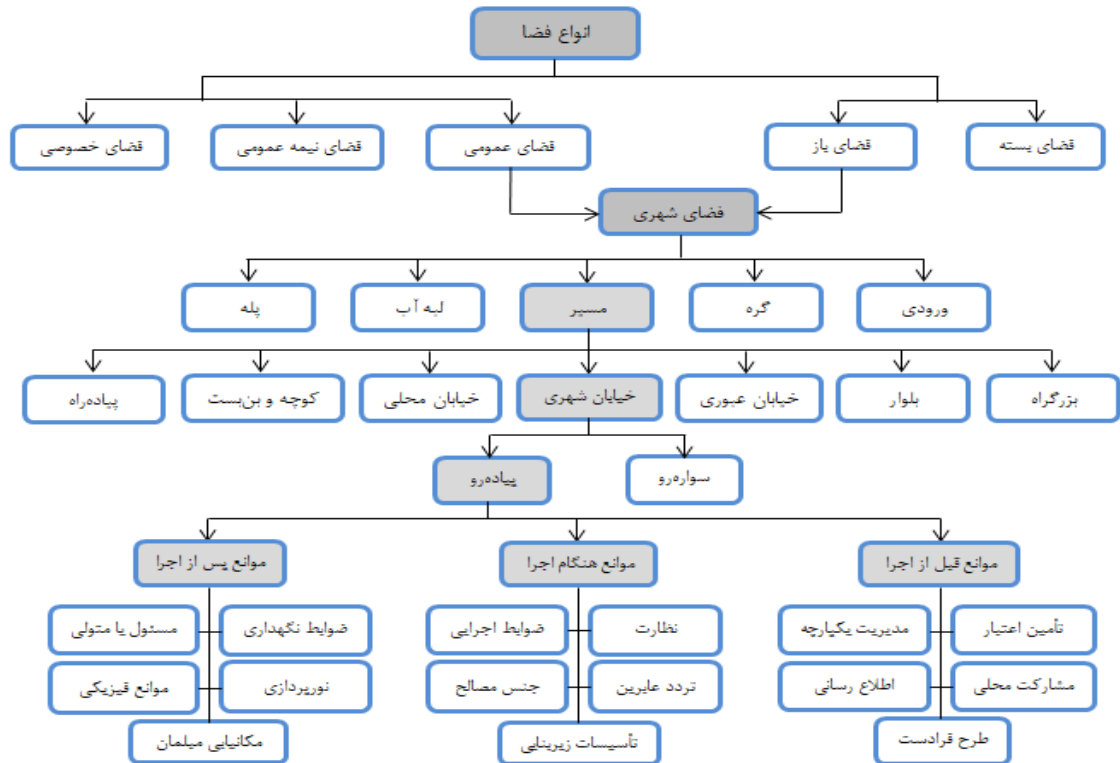 انواع فضا
فضای بسته
فضای باز
فضای عمومی
فضای نیمه عمومی
فضای خصوصی
فضای شهری
ورودی
گره
مسیر
لبه آب
پله
بزرگراه
بلوار
خیابان عبوری
خیابان شهری
خیابان محلی
کوچه و بن‌بست
پیاده‌راه
سواره‌رو
پیاده‌رو
موانع قبل از اجرا
موانع هنگام اجرا
موانع پس از اجرا
تأمین اعتبار
مدیریت یکپارچه
نظارت
ضوابط اجرایی
ضوابط نگهداری
مسئول یا متولی
مشارکت محلی
اطلاع رسانی
تردد عابرین
جنس مصالح
نورپردازی
موانع فیزیکی
طرح فرادست
تأسیسات زیربنایی
مکانیابی مبلمان